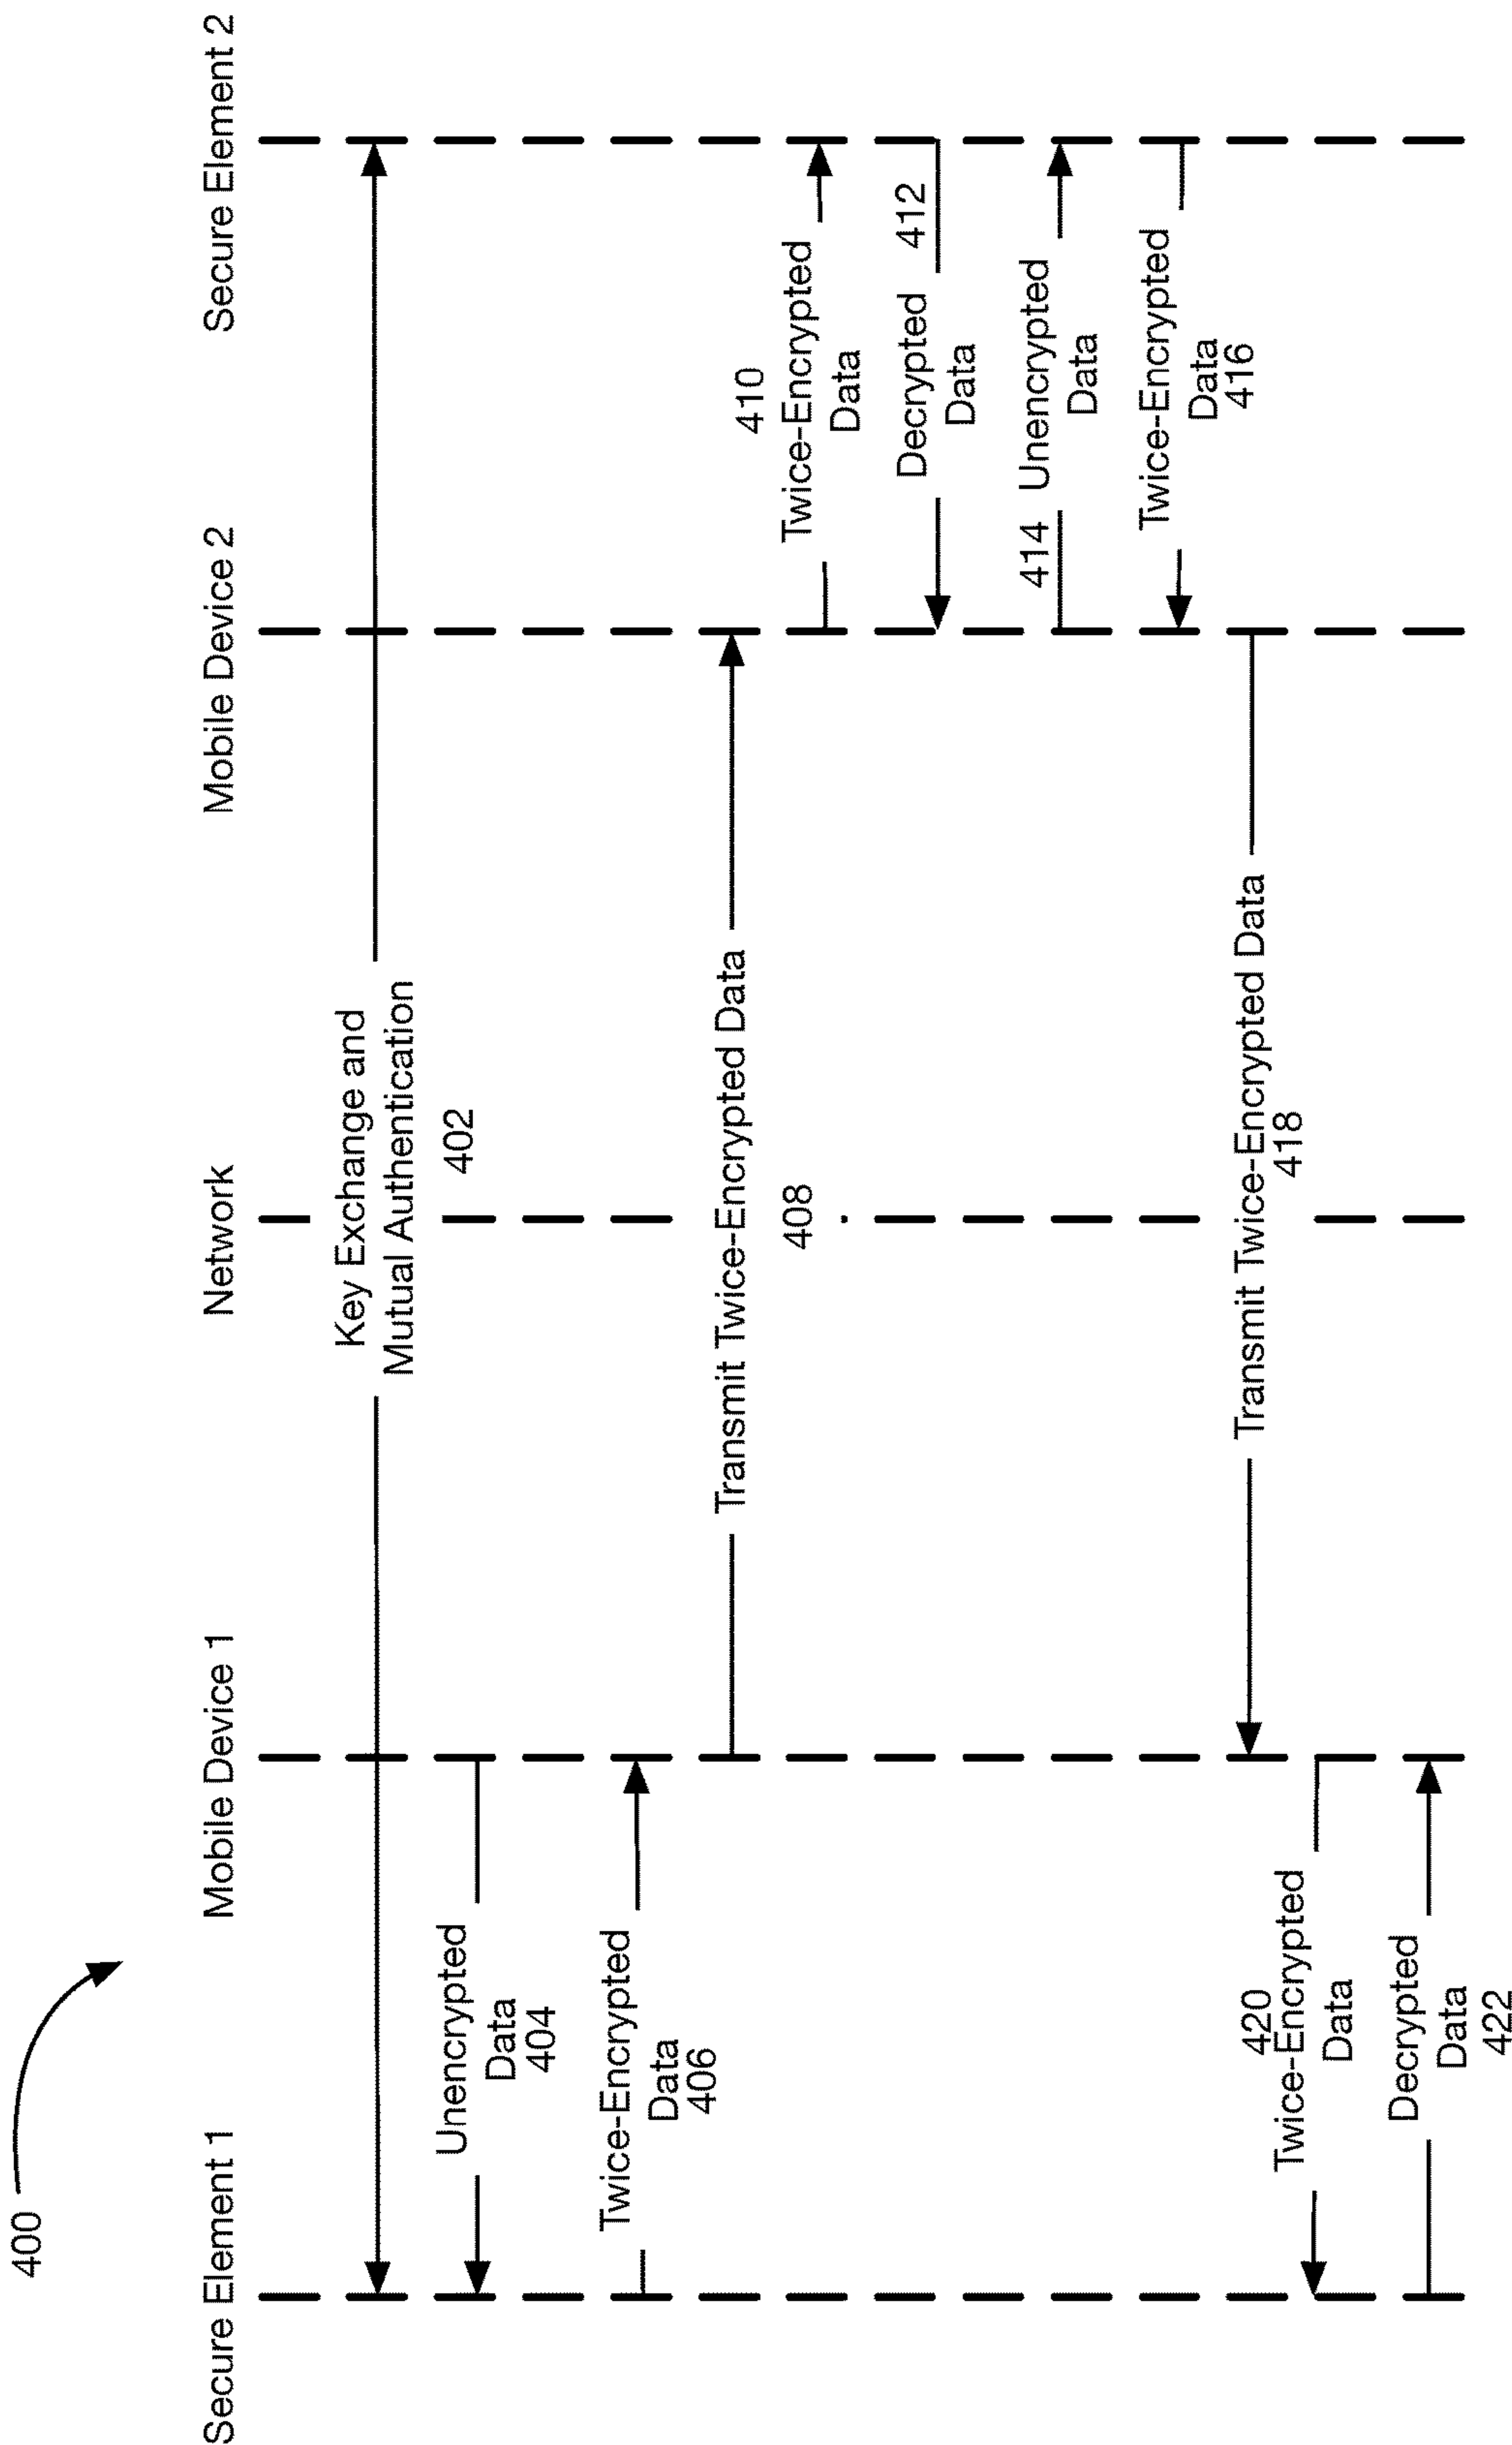 400
Secure Element 1
Mobile Device 1
Network
Mobile Device 2
Secure Element 2
Key Exchange and
Mutual Authentication
402
Unencrypted
Data
404
Twice-Encrypted
Data
406
Transmit Twice-Encrypted Data
408
410
Twice-Encrypted
Data
412
Decrypted
Data
414
Unencrypted
Data
Twice-Encrypted
Data
416
Transmit Twice-Encrypted Data
418
420
Twice-Encrypted
Data
Decrypted
Data
422